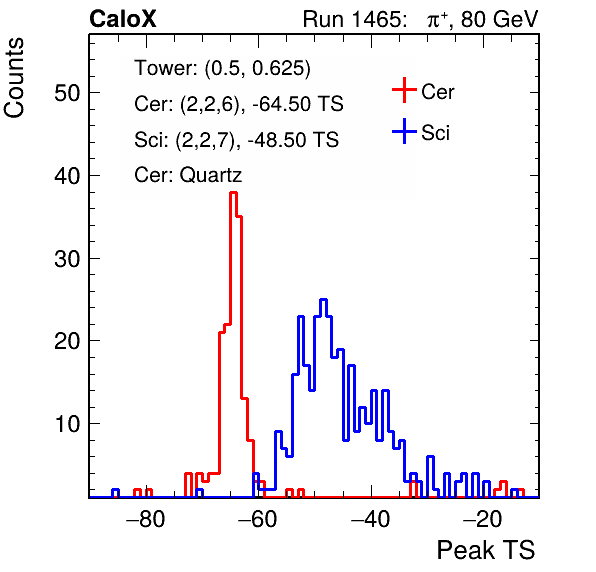 CaloX Run 1465: π⁺, 80 GeV
Counts
Tower: (0.5, 0.625)
Cer: (2,2,6), -64.50 TS
Sci: (2,2,7), -48.50 TS
Cer: Quartz
Cer
Sci
50
40
30
20
10
−80 −60 −40 −20
Peak TS